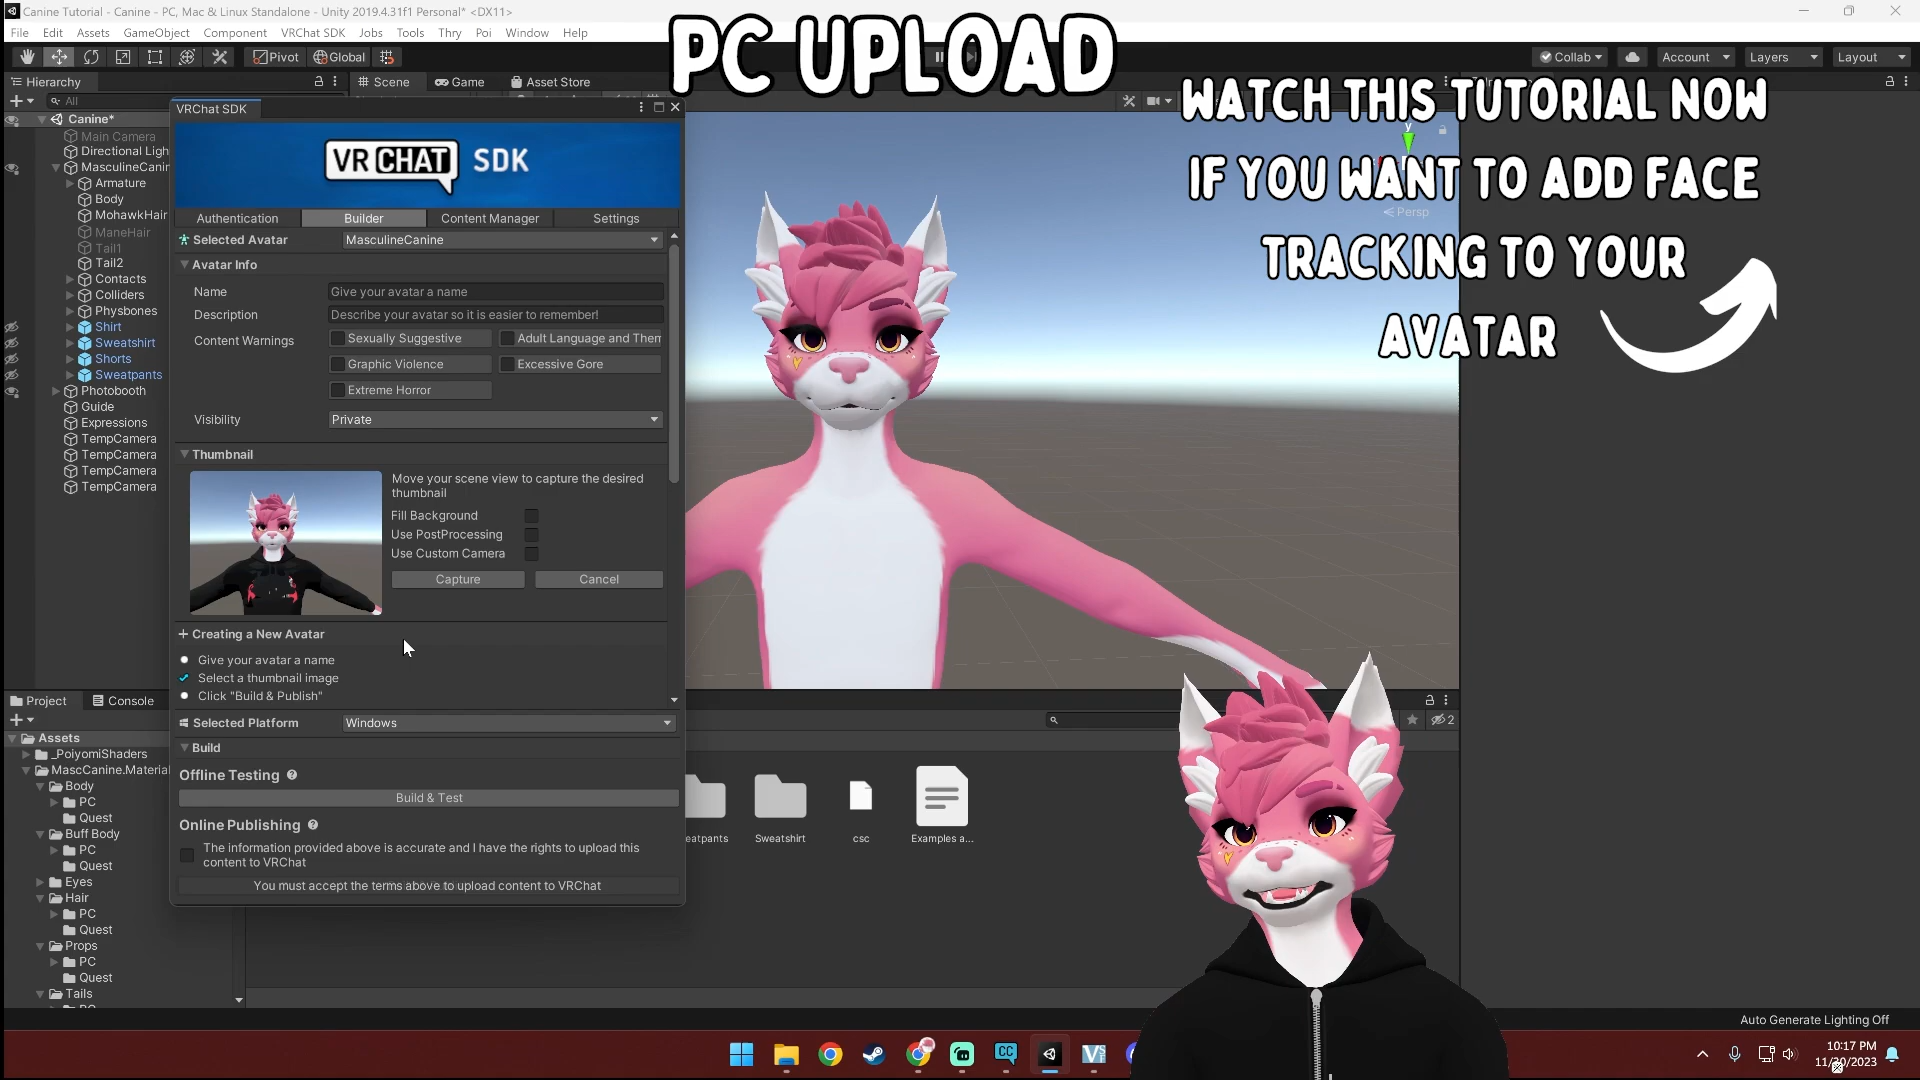 Canine Tutorial - Canine - PC, Mac & Linux Standalone - Unity 2019.4.31f1 Personal* <DX11>
File Edit Assets GameObject Component VRChat SDK Jobs Tools Thry Poi Window Help
PC UPLOAD
Pivot Global
Collab Account Layers Layout
Hierarchy
Scene Game Asset Store
WATCH THIS TUTORIAL NOW
IF YOU WANT TO ADD FACE
TRACKING TO YOUR
AVATAR
y
Persp
All
Canine*
Main Camera
Directional Ligh
MasculineCanin
Armature
Body
MohawkHair
ManeHair
Tail1
Tail2
Contacts
Colliders
Physbones
Shirt
Sweatshirt
Shorts
Sweatpants
Photobooth
Guide
Expressions
TempCamera
TempCamera
TempCamera
TempCamera
VRChat SDK
VRCHAT SDK
Authentication Builder Content Manager Settings
Selected Avatar MasculineCanine
Avatar Info
Name Give your avatar a name
Description Describe your avatar so it is easier to remember!
Content Warnings Sexually Suggestive Adult Language and Them
Graphic Violence Excessive Gore
Extreme Horror
Visibility Private
Thumbnail
Move your scene view to capture the desired
thumbnail
Fill Background
Use PostProcessing
Use Custom Camera
Capture Cancel
+ Creating a New Avatar
Give your avatar a name
Select a thumbnail image
Click "Build & Publish"
Selected Platform Windows
Build
Offline Testing
Build & Test
Online Publishing
The information provided above is accurate and I have the rights to upload this
content to VRChat
You must accept the terms above to upload content to VRChat
Project Console
2
Assets
_PoiyomiShaders
MascCanine.Material
Body
PC
Quest
Buff Body
PC
Quest
Eyes
Hair
PC
Quest
Props
PC
Quest
Tails
eatpants Sweatshirt csc Examples a...
Auto Generate Lighting Off
CC
10:17 PM
11/30/2023